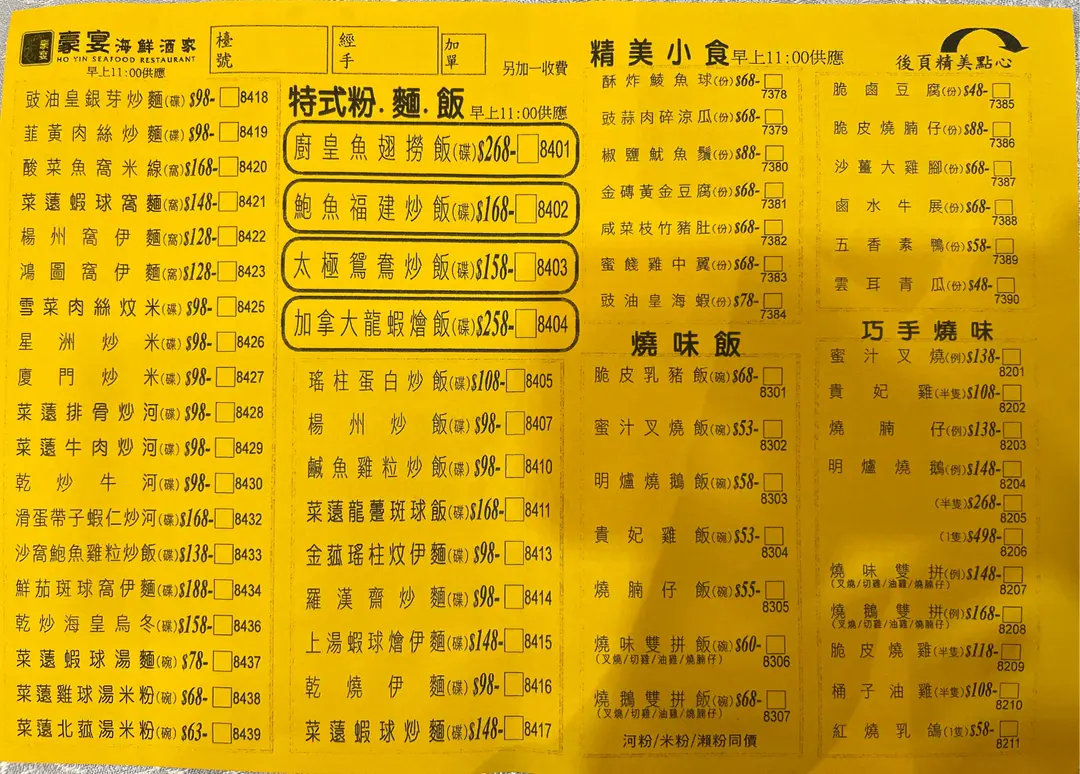 豪宴海鮮酒家
HO YIN SEAFOOD RESTAURANT
早上11:00供應
檯號
經手
加單
另加一收費
豉油皇銀芽炒麵(碟)$98- 8418
韮黃肉絲炒麵(碟)$98- 8419
酸菜魚窩米線(窩)$168- 8420
菜薳蝦球窩麵(窩)$148- 8421
楊州窩伊麵(窩)$128- 8422
鴻圖窩伊麵(窩)$128- 8423
雪菜肉絲炆米(碟)$98- 8425
星洲炒米(碟)$98- 8426
廈門炒米(碟)$98- 8427
菜薳排骨炒河(碟)$98- 8428
菜薳牛肉炒河(碟)$98- 8429
乾炒牛河(碟)$98- 8430
滑蛋帶子蝦仁炒河(碟)$168- 8432
沙窩鮑魚雞粒炒飯(碟)$138- 8433
鮮茄斑球窩伊麵(碟)$188- 8434
乾炒海皇烏冬(碟)$158- 8436
菜薳蝦球湯麵(碗)$78- 8437
菜薳雞球湯米粉(碗)$68- 8438
菜薳北菰湯米粉(碗)$63- 8439
特式粉.麵.飯 早上11:00供應
廚皇魚翅撈飯(碟)$268- 8401
鮑魚福建炒飯(碟)$168- 8402
太極鴛鴦炒飯(碟)$158- 8403
加拿大龍蝦燴飯(碟)$258- 8404
瑤柱蛋白炒飯(碟)$108- 8405
楊州炒飯(碟)$98- 8407
鹹魚雞粒炒飯(碟)$98- 8410
菜薳龍躉斑球飯(碟)$168- 8411
金菰瑤柱炆伊麵(碟)$98- 8413
羅漢齋炒麵(碟)$98- 8414
上湯蝦球燴伊麵(碟)$148- 8415
乾燒伊麵(碟)$98- 8416
菜薳蝦球炒麵(碟)$148- 8417
精美小食 早上11:00供應
後頁精美點心
酥炸鯪魚球(份)$68- 7378
豉蒜肉碎涼瓜(份)$68- 7379
椒鹽魷魚鬚(份)$88- 7380
金磚黃金豆腐(份)$68- 7381
咸菜枝竹豬肚(份)$68- 7382
蜜餞雞中翼(份)$68- 7383
豉油皇海蝦(份)$78- 7384
脆鹵豆腐(份)$48- 7385
脆皮燒腩仔(份)$88- 7386
沙薑大雞腳(份)$68- 7387
鹵水牛展(份)$68- 7388
五香素鴨(份)$58- 7389
雲耳青瓜(份)$48- 7390
燒味飯
脆皮乳豬飯(碗)$68- 8301
蜜汁叉燒飯(碗)$53- 8302
明爐燒鵝飯(碗)$58- 8303
貴妃雞飯(碗)$53- 8304
燒腩仔飯(碗)$55- 8305
燒味雙拼飯(碗)$60- 8306
(叉燒/切雞/油雞/燒腩仔)
燒鵝雙拼飯(碗)$68- 8307
(叉燒/切雞/油雞/燒腩仔)
河粉/米粉/瀨粉同價
巧手燒味
蜜汁叉燒(例)$138- 8201
貴妃雞(半隻)$108- 8202
燒腩仔(例)$138- 8203
明爐燒鵝(例)$148- 8204
(半隻)$268- 8205
(1隻)$498- 8206
燒味雙拼(例)$148- 8207
(叉燒/切雞/油雞/燒腩仔)
燒鵝雙拼(例)$168- 8208
(叉燒/切雞/油雞/燒腩仔)
脆皮燒雞(半隻)$118- 8209
桶子油雞(半隻)$108- 8210
紅燒乳鴿(1隻)$58- 8211